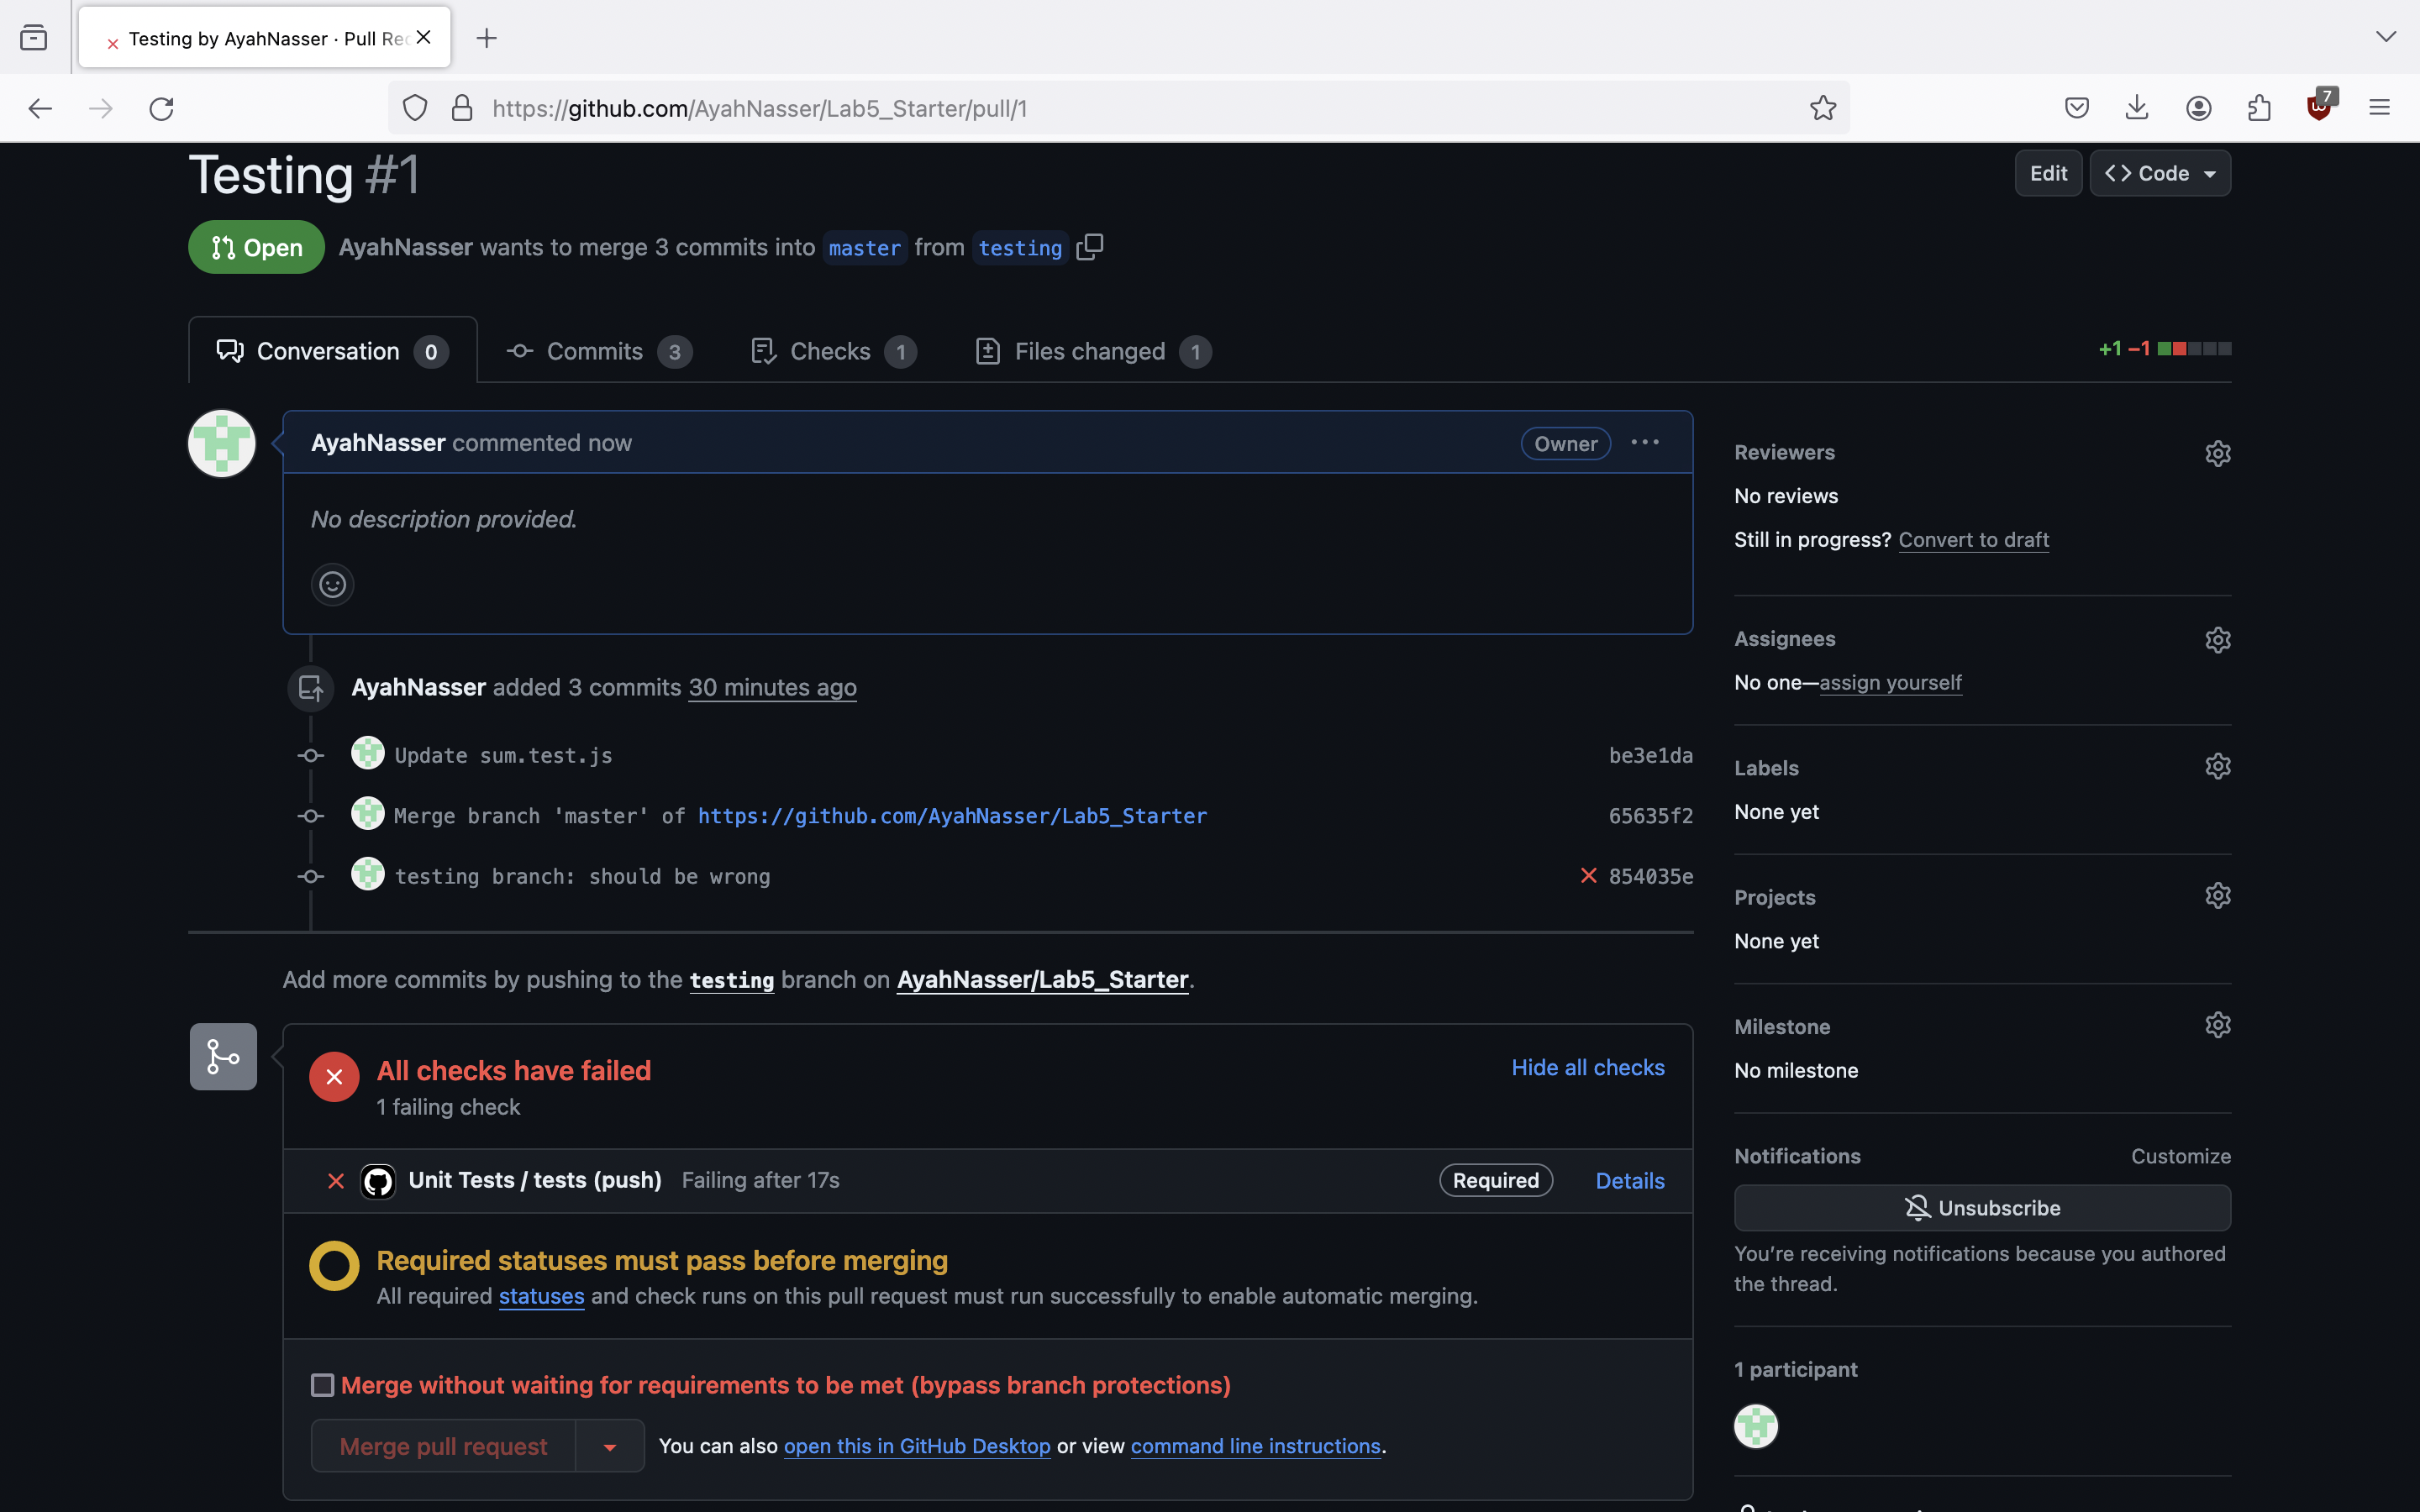 Testing by AyahNasser · Pull Rec
https://github.com/AyahNasser/Lab5_Starter/pull/1
7
Testing #1
Edit
Code
Open
AyahNasser wants to merge 3 commits into master from testing
Conversation 0
Commits 3
Checks 1
Files changed 1
+1 −1
AyahNasser commented now
Owner
No description provided.
AyahNasser added 3 commits 30 minutes ago
Update sum.test.js
be3e1da
Merge branch 'master' of https://github.com/AyahNasser/Lab5_Starter
65635f2
testing branch: should be wrong
854035e
Add more commits by pushing to the testing branch on AyahNasser/Lab5_Starter.
All checks have failed
1 failing check
Hide all checks
Unit Tests / tests (push) Failing after 17s
Required
Details
Required statuses must pass before merging
All required statuses and check runs on this pull request must run successfully to enable automatic merging.
Merge without waiting for requirements to be met (bypass branch protections)
Merge pull request
You can also open this in GitHub Desktop or view command line instructions.
Reviewers
No reviews
Still in progress? Convert to draft
Assignees
No one—assign yourself
Labels
None yet
Projects
None yet
Milestone
No milestone
Notifications
Customize
Unsubscribe
You're receiving notifications because you authored
the thread.
1 participant